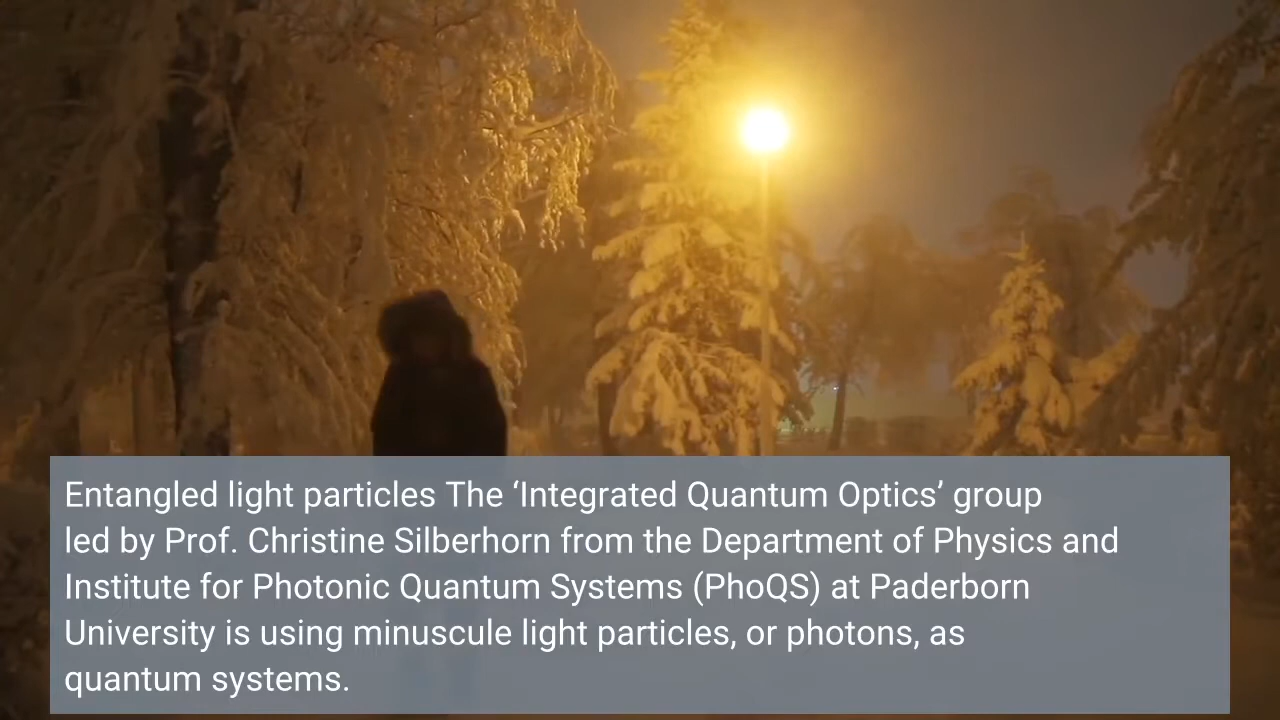 Entangled light particles The ‘Integrated Quantum Optics’ group
led by Prof. Christine Silberhorn from the Department of Physics and
Institute for Photonic Quantum Systems (PhoQS) at Paderborn
University is using minuscule light particles, or photons, as
quantum systems.